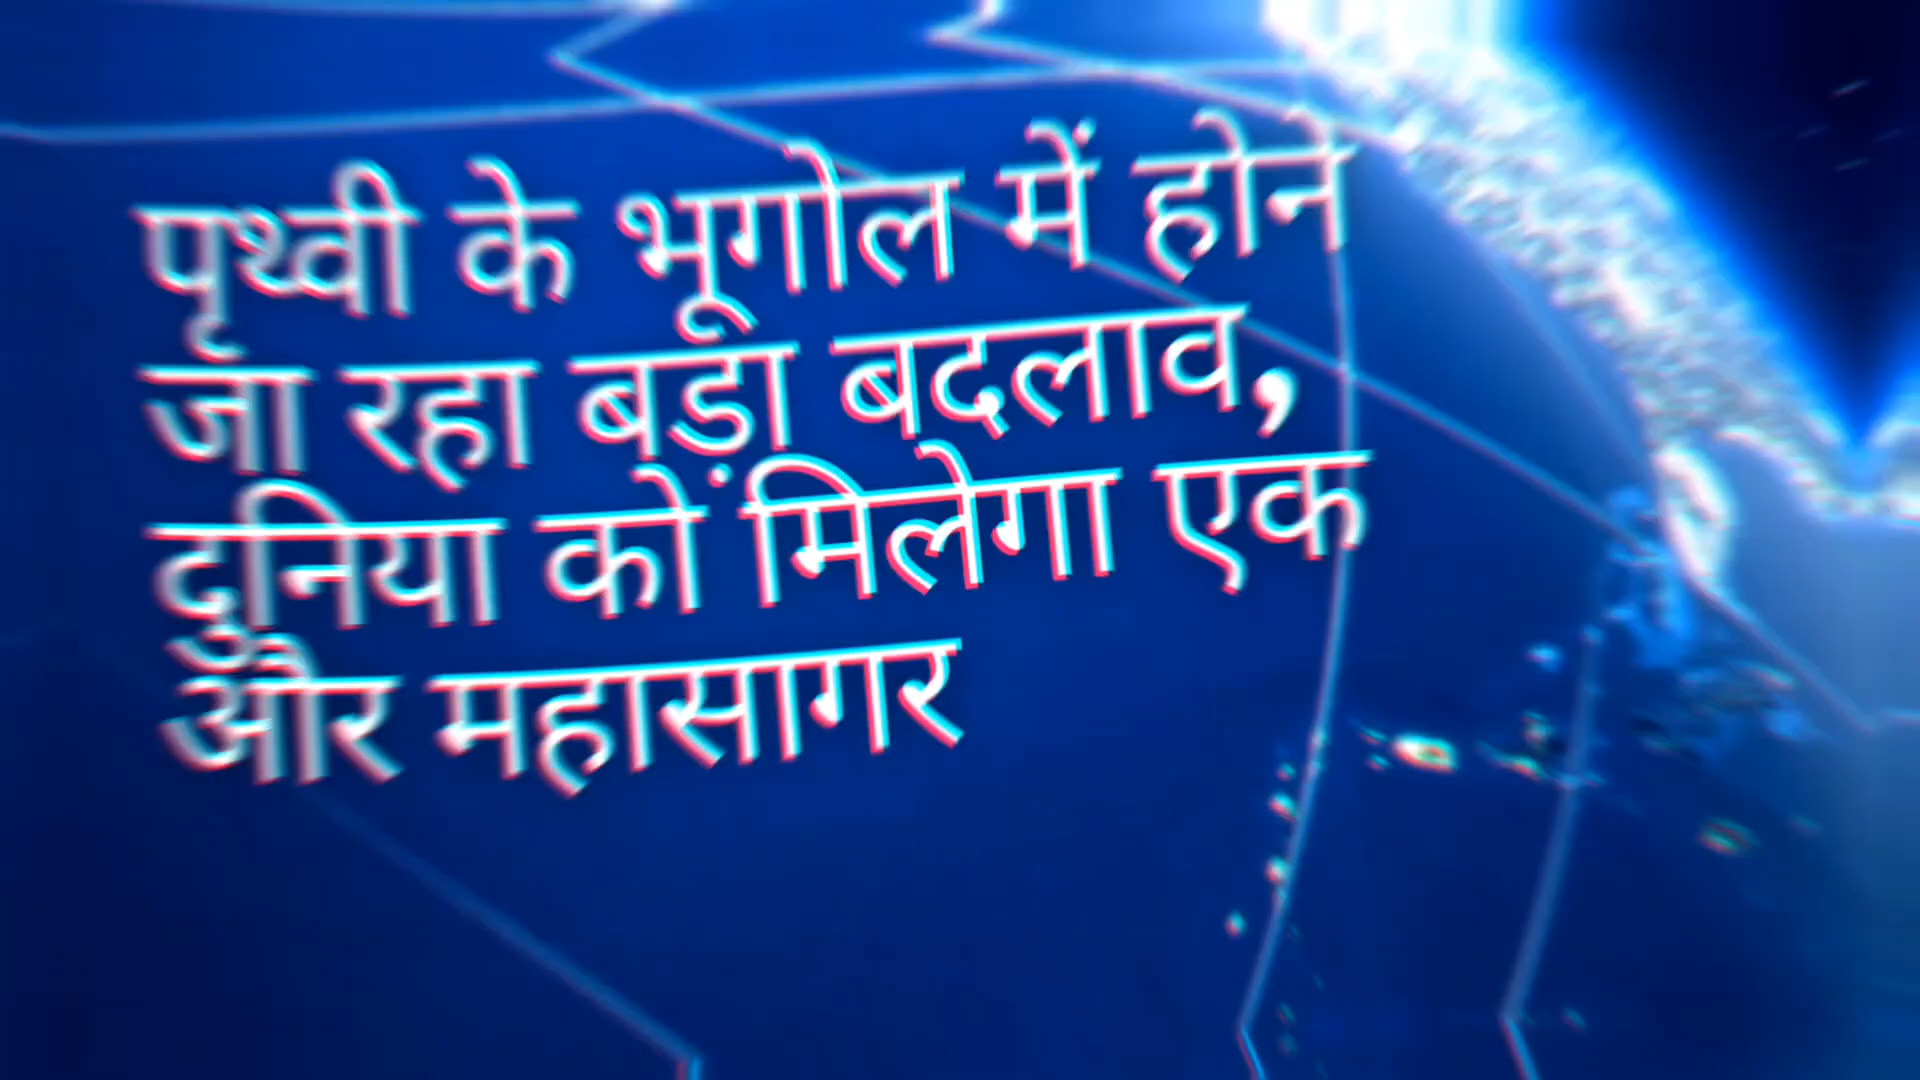 पृथ्वी के भूगोल में होने
जा रहा बड़ा बदलाव,
दुनिया को मिलेगा एक
और महासागर